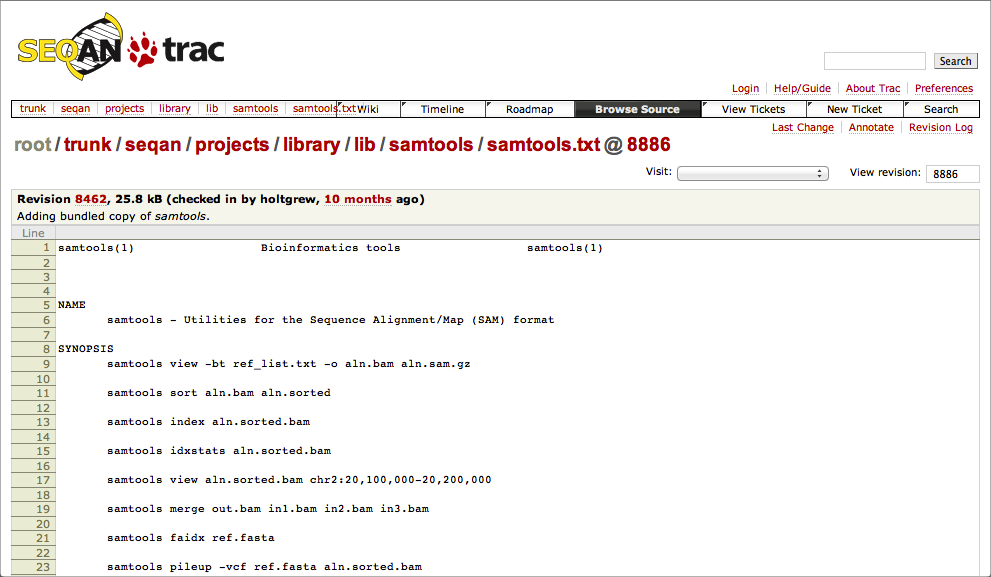 SEQAN trac
Search
Login Help/Guide About Trac Preferences
trunk seqan projects library lib samtools samtools.txt Wiki Timeline Roadmap Browse Source View Tickets New Ticket Search
Last Change Annotate Revision Log
root/trunk/seqan/projects/library/lib/samtools/samtools.txt @ 8886
Visit: View revision: 8886
Revision 8462, 25.8 kB (checked in by holtgrew, 10 months ago)
Adding bundled copy of samtools.
Line
1 samtools(1) Bioinformatics tools samtools(1)
2
3
4
5 NAME
6 samtools - Utilities for the Sequence Alignment/Map (SAM) format
7
8 SYNOPSIS
9 samtools view -bt ref_list.txt -o aln.bam aln.sam.gz
10
11 samtools sort aln.bam aln.sorted
12
13 samtools index aln.sorted.bam
14
15 samtools idxstats aln.sorted.bam
16
17 samtools view aln.sorted.bam chr2:20,100,000-20,200,000
18
19 samtools merge out.bam in1.bam in2.bam in3.bam
20
21 samtools faidx ref.fasta
22
23 samtools pileup -vcf ref.fasta aln.sorted.bam